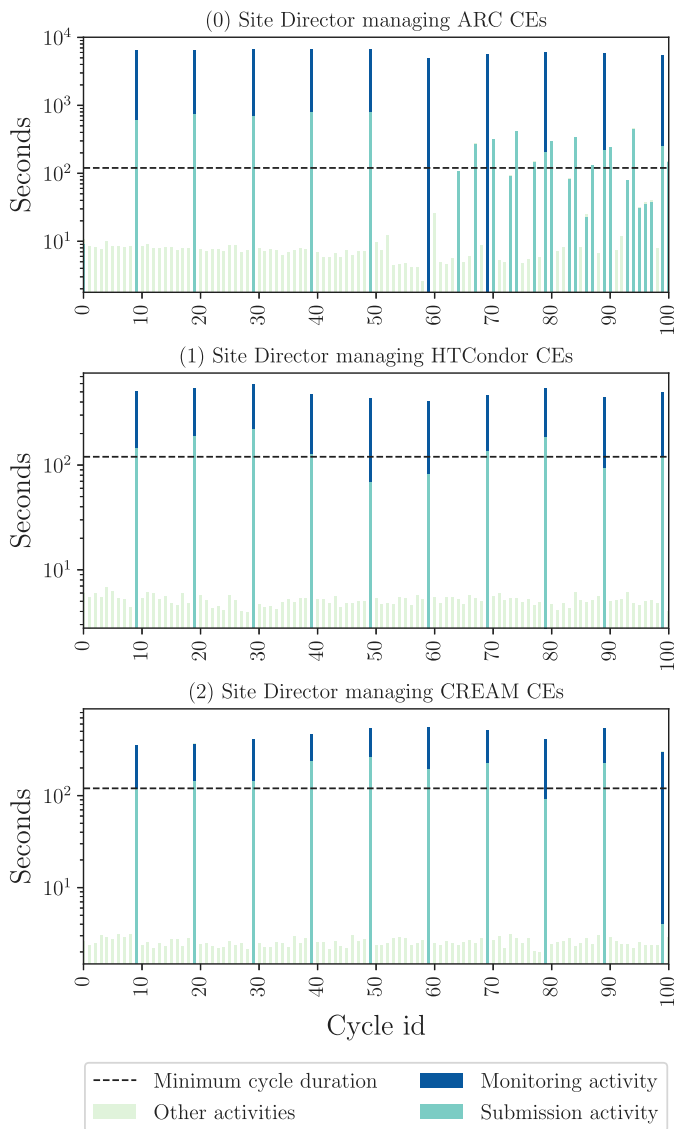 (0) Site Director managing ARC CEs
10^4
10^3
10^2
10^1
Seconds
0 10 20 30 40 50 60 70 80 90 100
(1) Site Director managing HTCondor CEs
10^2
10^1
Seconds
0 10 20 30 40 50 60 70 80 90 100
(2) Site Director managing CREAM CEs
10^2
10^1
Seconds
0 10 20 30 40 50 60 70 80 90 100
Cycle id
Minimum cycle duration
Other activities
Monitoring activity
Submission activity